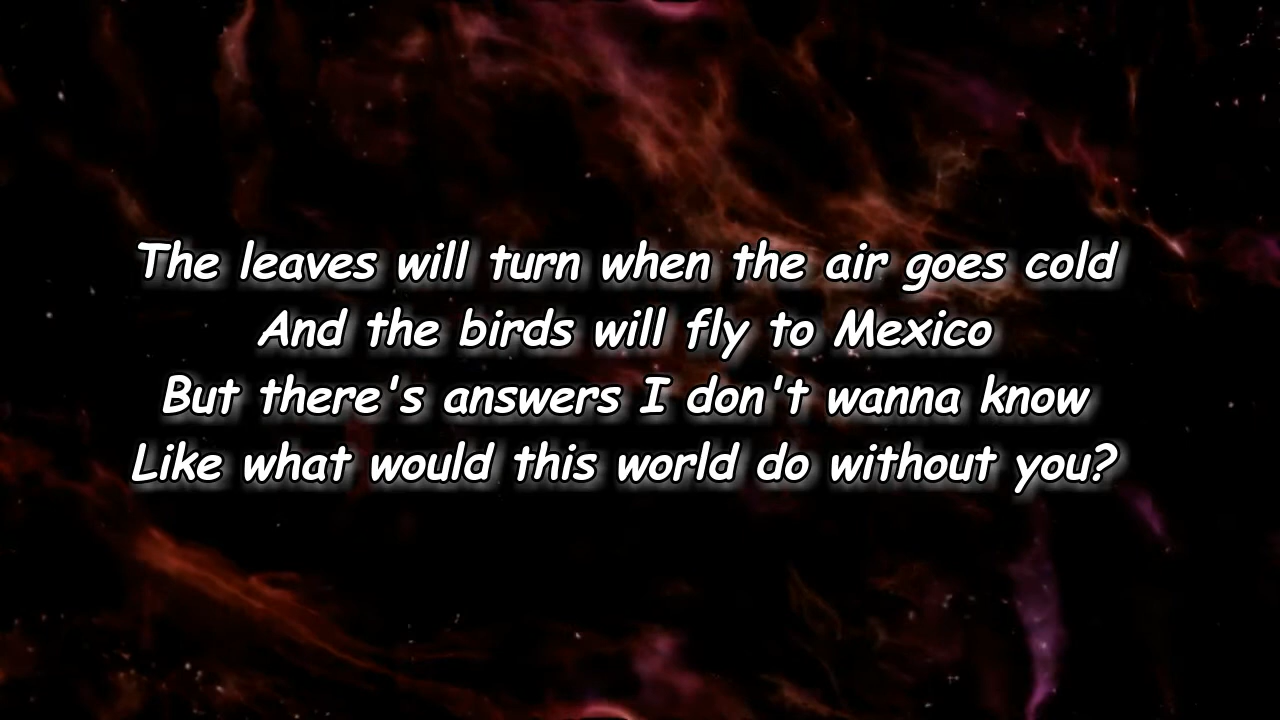 The leaves will turn when the air goes cold
And the birds will fly to Mexico
But there's answers I don't wanna know
Like what would this world do without you?